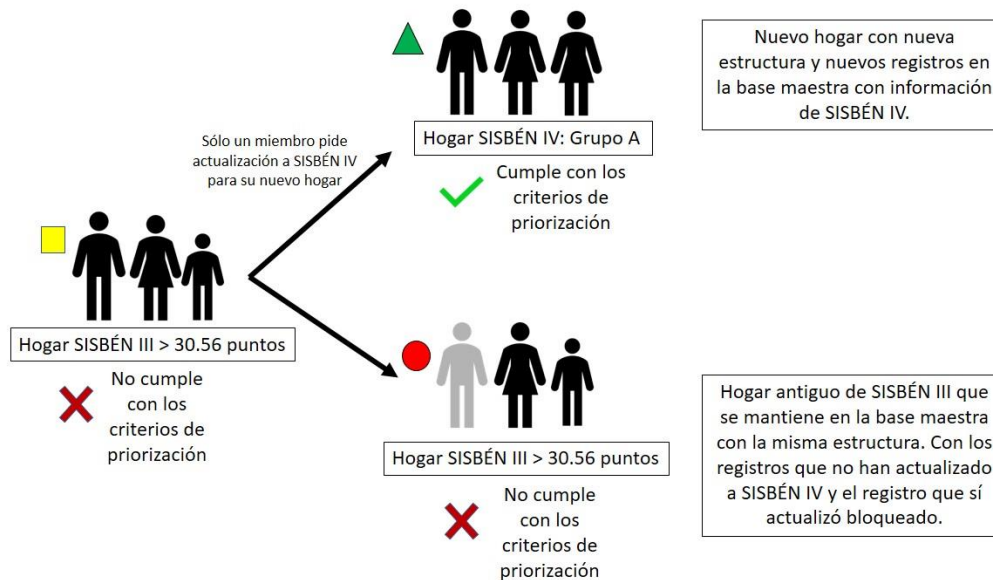 Nuevo hogar con nueva
estructura y nuevos registros en
la base maestra con información
de SISBÉN IV.
Hogar SISBÉN IV: Grupo A
Sólo un miembro pide
actualización a SISBÉN IV
para su nuevo hogar
Cumple con los
criterios de
priorización
Hogar SISBÉN III > 30.56 puntos
No cumple
con los
criterios de
priorización
Hogar SISBÉN III > 30.56 puntos
No cumple
con los
criterios de
priorización
Hogar antiguo de SISBÉN III que
se mantiene en la base maestra
con la misma estructura. Con los
registros que no han actualizado
a SISBÉN IV y el registro que sí
actualizó bloqueado.